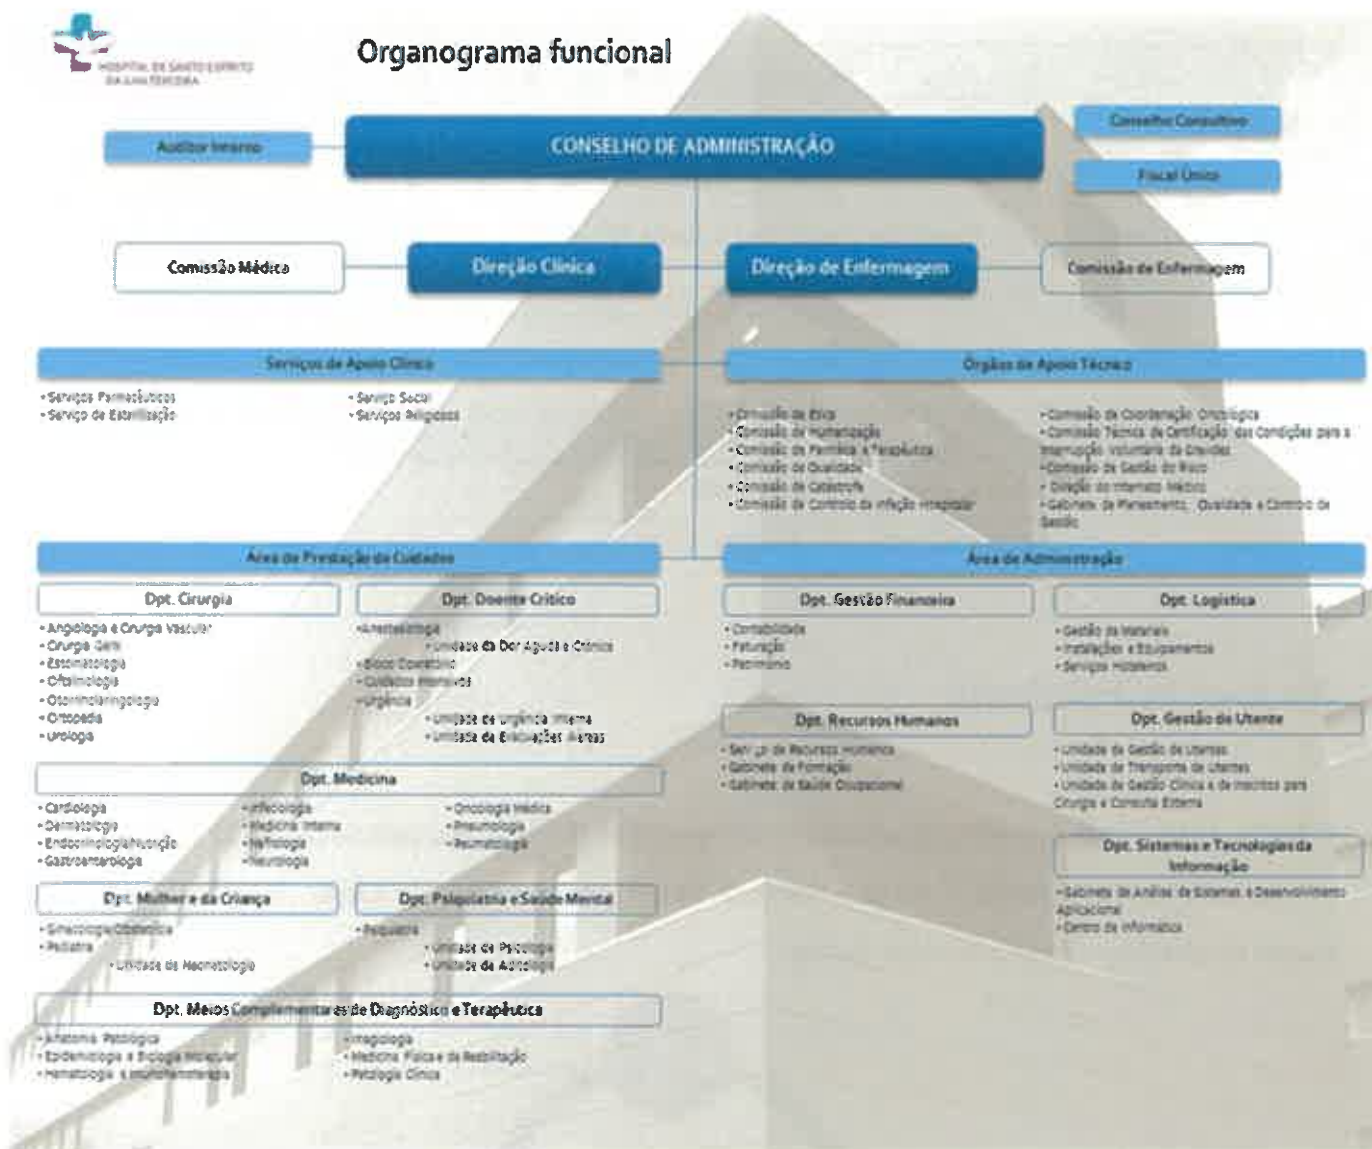 HOSPITAL DE SANTO ESPÍRITO
DA ILHA TERCEIRA
Organograma funcional
Auditor Interno
CONSELHO DE ADMINISTRAÇÃO
Conselho Consultivo
Fiscal Único
Comissão Médica
Direção Clínica
Direção de Enfermagem
Comissão de Enfermagem
Serviços de Apoio Clínico
• Serviços Farmacêuticos
• Serviço de Esterilização
• Serviço Social
• Serviços Religiosos
Órgãos de Apoio Técnico
• Comissão de Ética
• Comissão de Humanização
• Comissão de Farmácia e Terapêutica
• Comissão de Qualidade
• Comissão de Catástrofe
• Comissão de Controlo da Infeção Hospitalar
• Comissão de Coordenação Oncológica
• Comissão Técnica de Certificação das Condições para a
Interrupção Voluntária da Gravidez
• Comissão de Gestão do Risco
• Direção do Internato Médico
• Gabinete de Planeamento, Qualidade e Controlo de
Gestão
Área de Prestação de Cuidados
Dpt. Cirurgia
• Angiologia e Cirurgia Vascular
• Cirurgia Geral
• Estomatologia
• Oftalmologia
• Otorrinolaringologia
• Ortopedia
• Urologia
Dpt. Doente Crítico
• Anestesiologia
• Unidade da Dor Aguda e Crónica
• Bloco Operatório
• Cuidados Intensivos
• Urgência
• Unidade de Urgência Interna
• Unidade de Evacuações Aéreas
Dpt. Medicina
• Cardiologia
• Dermatologia
• Endocrinologia/Nutrição
• Gastroenterologia
• Infeciologia
• Medicina Interna
• Nefrologia
• Neurologia
• Oncologia Médica
• Pneumologia
• Reumatologia
Dpt. Mulher e da Criança
• Ginecologia/Obstetrícia
• Pediatria
• Unidade de Neonatologia
Dpt. Psiquiatria e Saúde Mental
• Psiquiatria
• Unidade de Psicologia
• Unidade da Adictologia
Dpt. Meios Complementares de Diagnóstico e Terapêutica
• Anatomia Patológica
• Epidemiologia e Biologia Molecular
• Hematologia e Imunohemoterapia
• Imagiologia
• Medicina Física e de Reabilitação
• Patologia Clínica
Área de Administração
Dpt. Gestão Financeira
• Contabilidade
• Faturação
• Património
Dpt. Logística
• Gestão de Materiais
• Instalações e Equipamentos
• Serviços Hoteleiros
Dpt. Recursos Humanos
• Serviço de Recursos Humanos
• Gabinete de Formação
• Gabinete de Saúde Ocupacional
Dpt. Gestão de Utente
• Unidade de Gestão de Utentes
• Unidade de Transporte de Utentes
• Unidade de Gestão Clínica e de Inscritos para
Cirurgia e Consulta Externa
Dpt. Sistemas e Tecnologias da
Informação
• Gabinete de Análise de Sistemas e Desenvolvimento
Aplicacional
• Centro de Informática